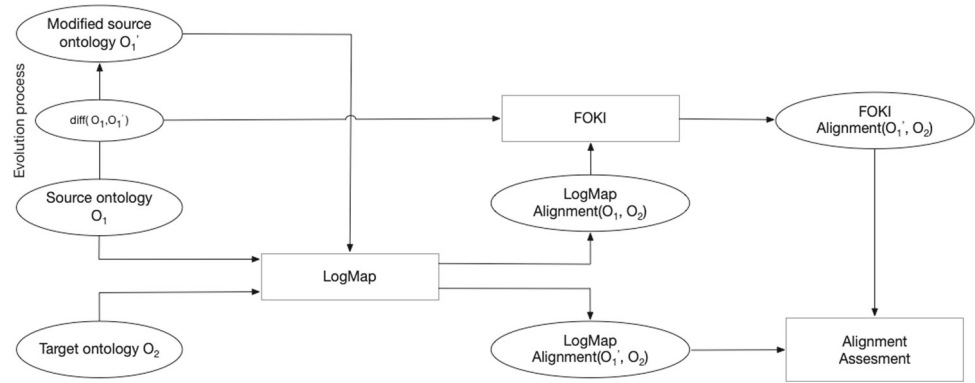 Modified source
ontology O₁'
Evolution process
diff( O₁,O₁')
Source ontology
O₁
Target ontology O₂
LogMap
FOKI
LogMap
Alignment(O₁, O₂)
LogMap
Alignment(O₁', O₂)
FOKI
Alignment(O₁', O₂)
Alignment
Assesment